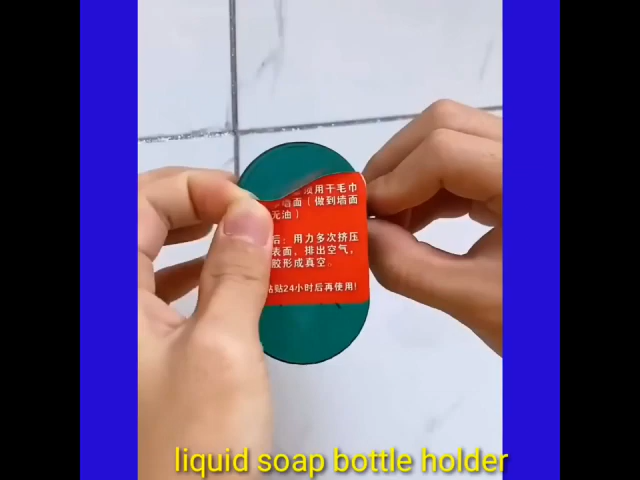 须用干毛巾
墙面（做到墙面
无油）
后：用力多次挤压
表面，排出空气，
胶形成真空。
粘贴24小时后再使用！
liquid soap bottle holder